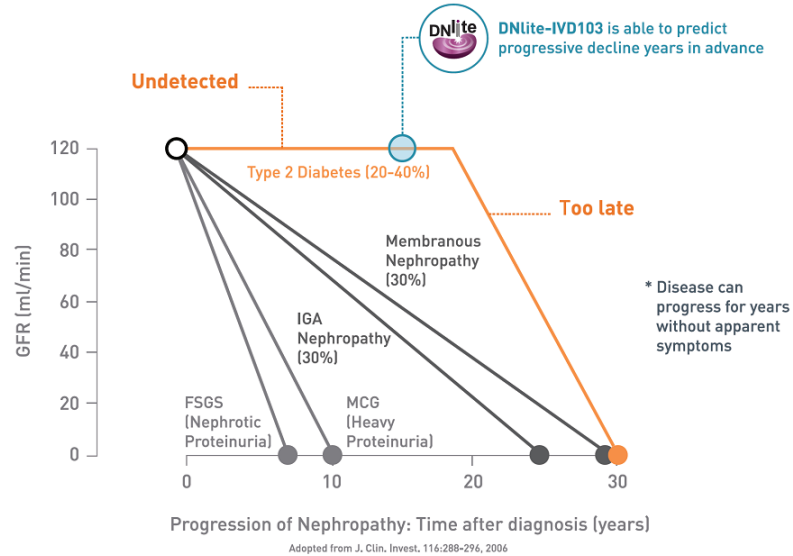 DNlite
DNlite-IVD103 is able to predict
progressive decline years in advance
Undetected
Type 2 Diabetes (20-40%)
Too late
Membranous
Nephropathy
(30%)
IGA
Nephropathy
(30%)
FSGS
(Nephrotic
Proteinuria)
MCG
(Heavy
Proteinuria)
* Disease can
progress for years
without apparent
symptoms
GFR (ml/min)
120
100
80
60
40
20
0
0 10 20 30
Progression of Nephropathy: Time after diagnosis (years)
Adopted from J. Clin. Invest. 116:288-296, 2006